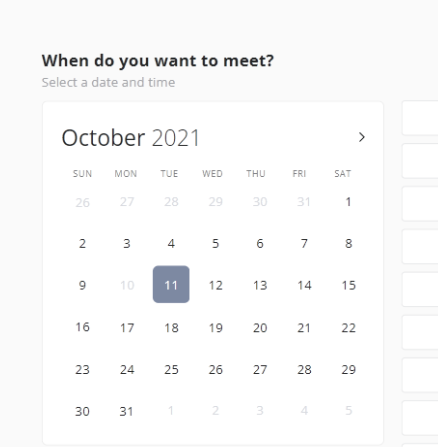 When do you want to meet?
Select a date and time
October 2021
SUN MON TUE WED THU FRI SAT
26 27 28 29 30 31 1
2 3 4 5 6 7 8
9 10 11 12 13 14 15
16 17 18 19 20 21 22
23 24 25 26 27 28 29
30 31 1 2 3 4 5